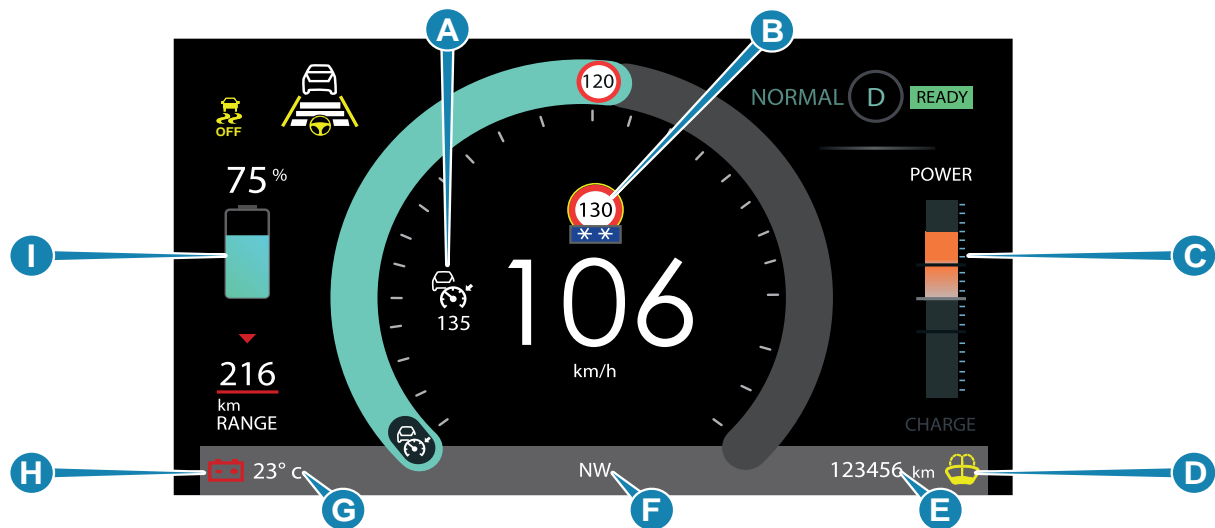 A
B
120
NORMAL D READY
OFF
75 %
POWER
130
I
C
135
106
km/h
216
km
RANGE
CHARGE
H
23° c
NW
123456 km
D
G
F
E